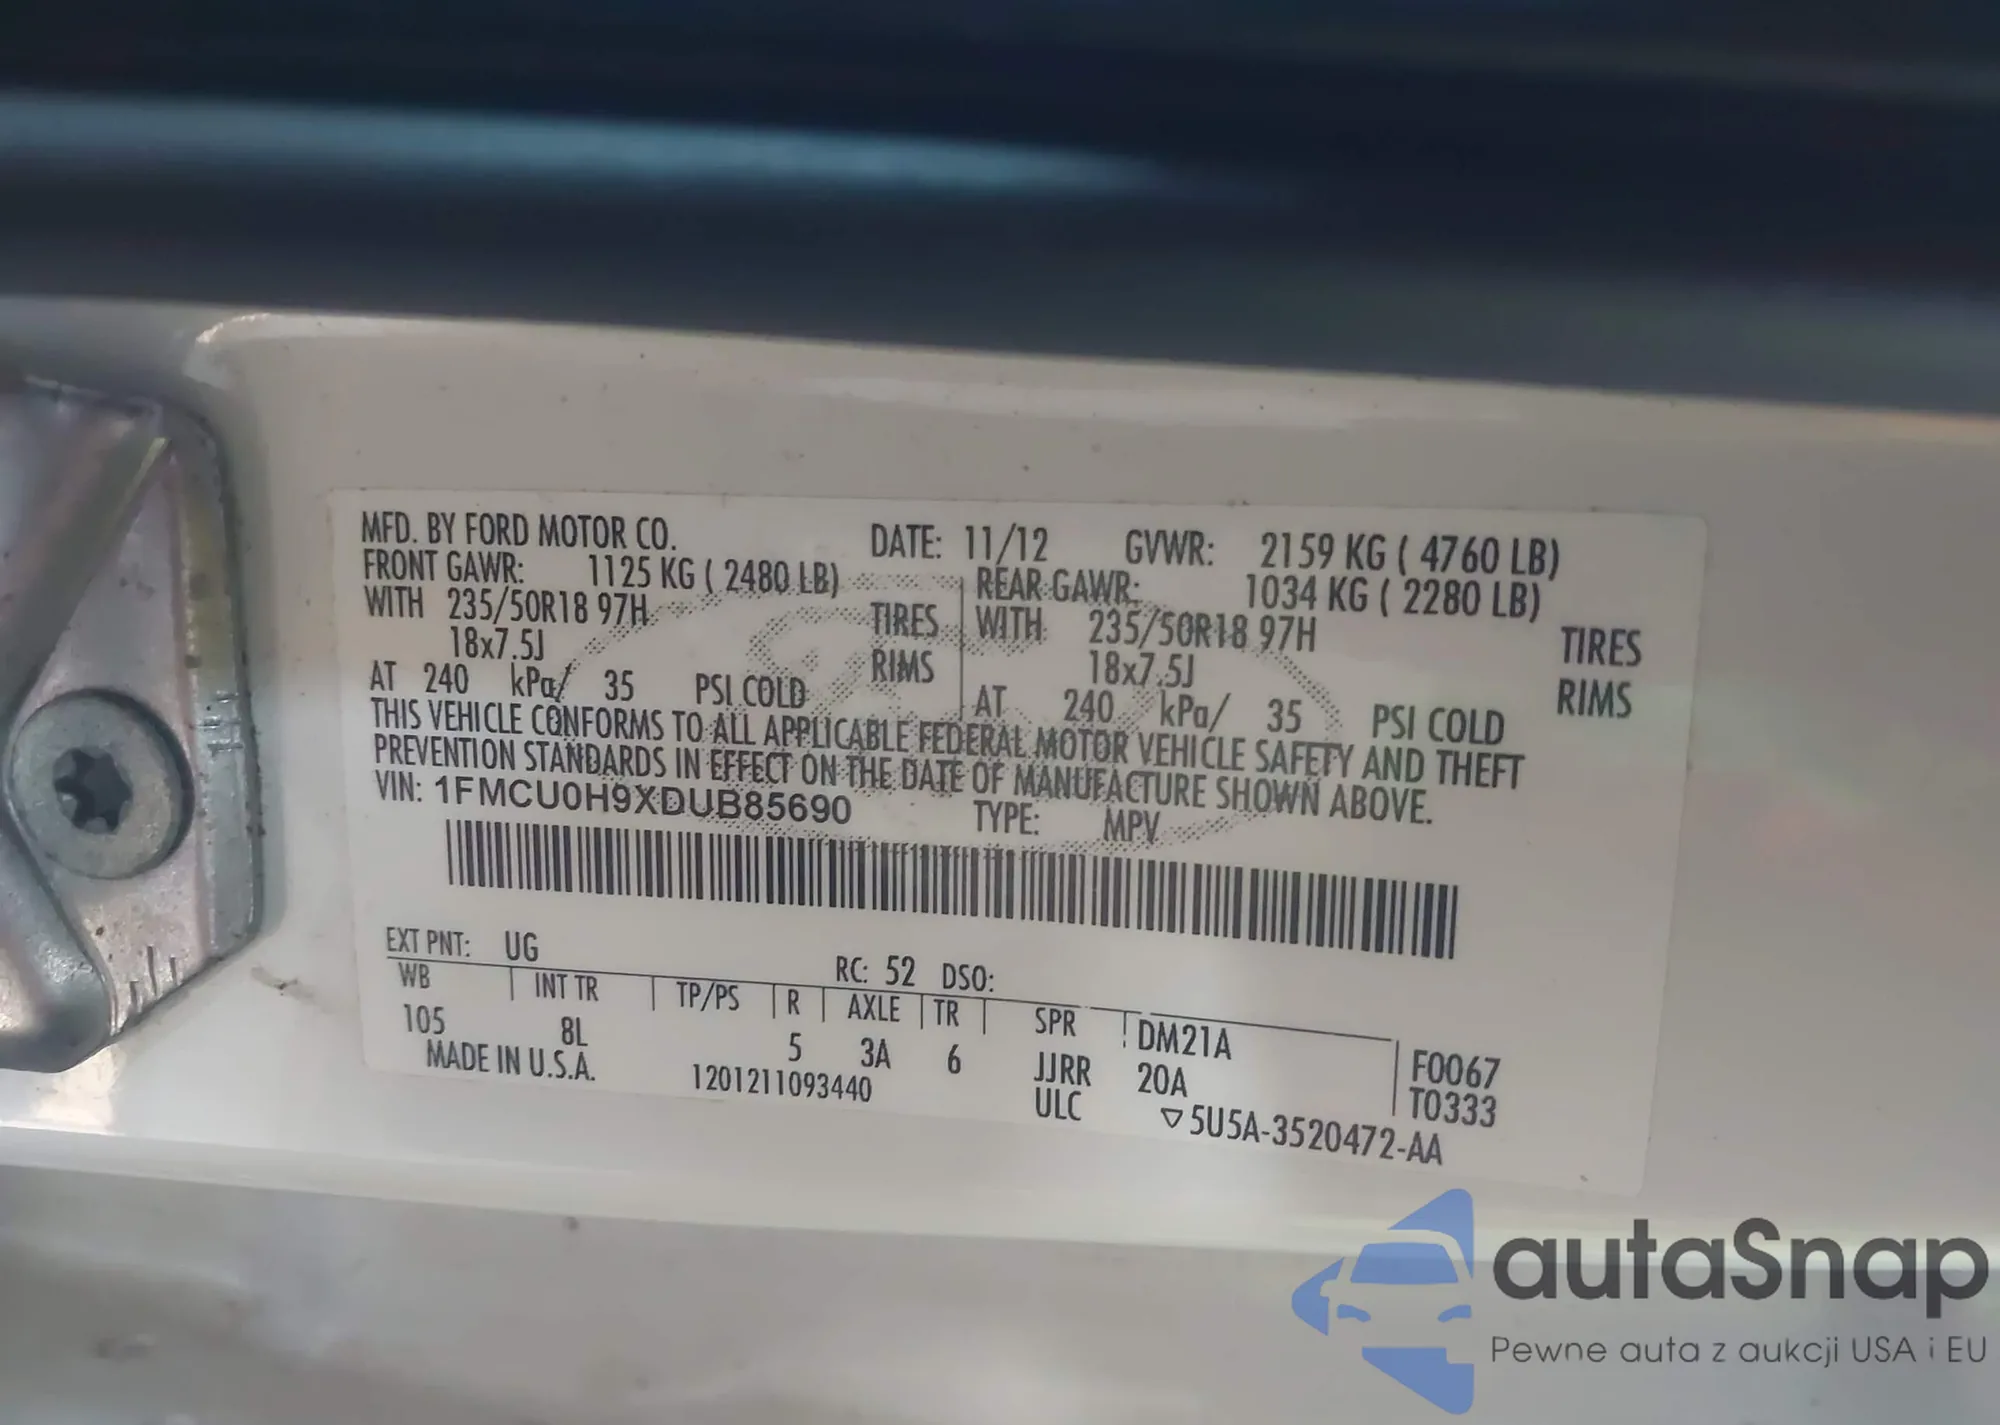 MFD. BY FORD MOTOR CO. DATE: 11/12 GVWR: 2159 KG ( 4760 LB)
FRONT GAWR: 1125 KG ( 2480 LB) REAR GAWR: 1034 KG ( 2280 LB)
WITH 235/50R18 97H TIRES WITH 235/50R18 97H TIRES
18x7.5J RIMS 18x7.5J RIMS
AT 240 kPa/ 35 PSI COLD AT 240 kPa/ 35 PSI COLD
THIS VEHICLE CONFORMS TO ALL APPLICABLE FEDERAL MOTOR VEHICLE SAFETY AND THEFT
PREVENTION STANDARDS IN EFFECT ON THE DATE OF MANUFACTURE SHOWN ABOVE.
VIN: 1FMCU0H9XDUB85690 TYPE: MPV
EXT PNT: UG RC: 52 DSO:
WB INT TR TP/PS R AXLE TR SPR DM21A F0067
105 8L 5 3A 6 JJRR 20A T0333
MADE IN U.S.A. 1201211093440 ULC ▽5U5A-3520472-AA
autaSnap
Pewne auta z aukcji USA i EU